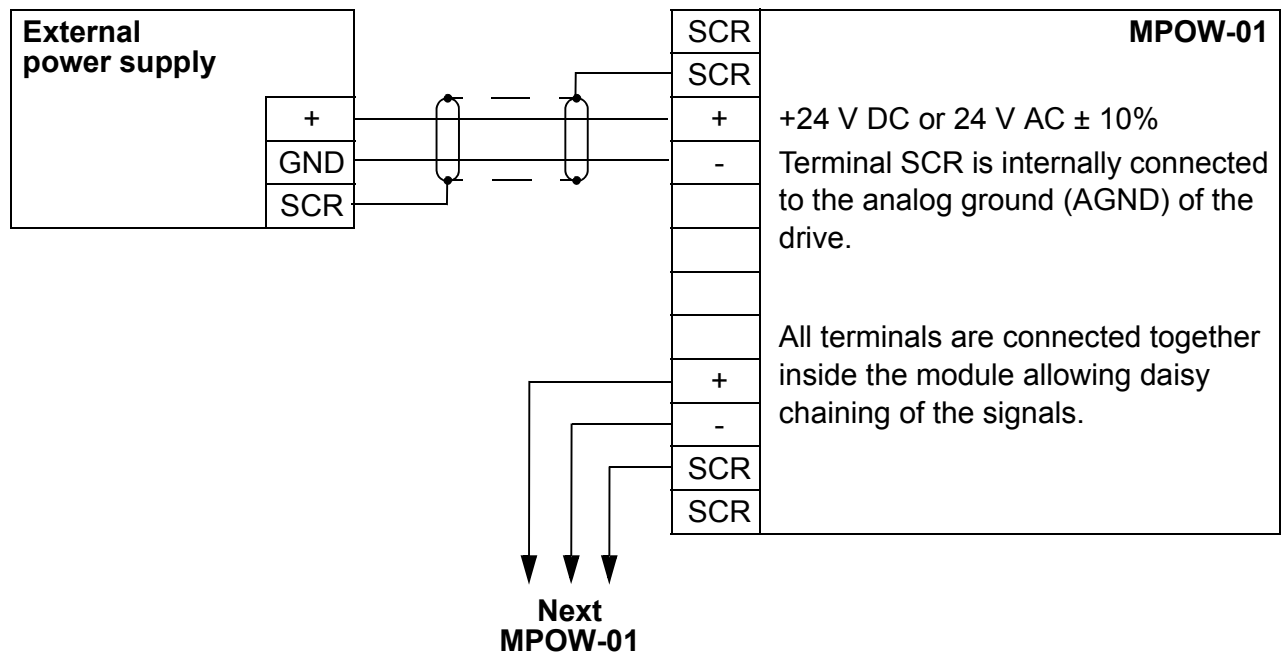 External
power supply
+
GND
SCR
SCR
SCR
+
-
+
-
SCR
SCR
MPOW-01
+24 V DC or 24 V AC ± 10%
Terminal SCR is internally connected
to the analog ground (AGND) of the
drive.
All terminals are connected together
inside the module allowing daisy
chaining of the signals.
Next
MPOW-01